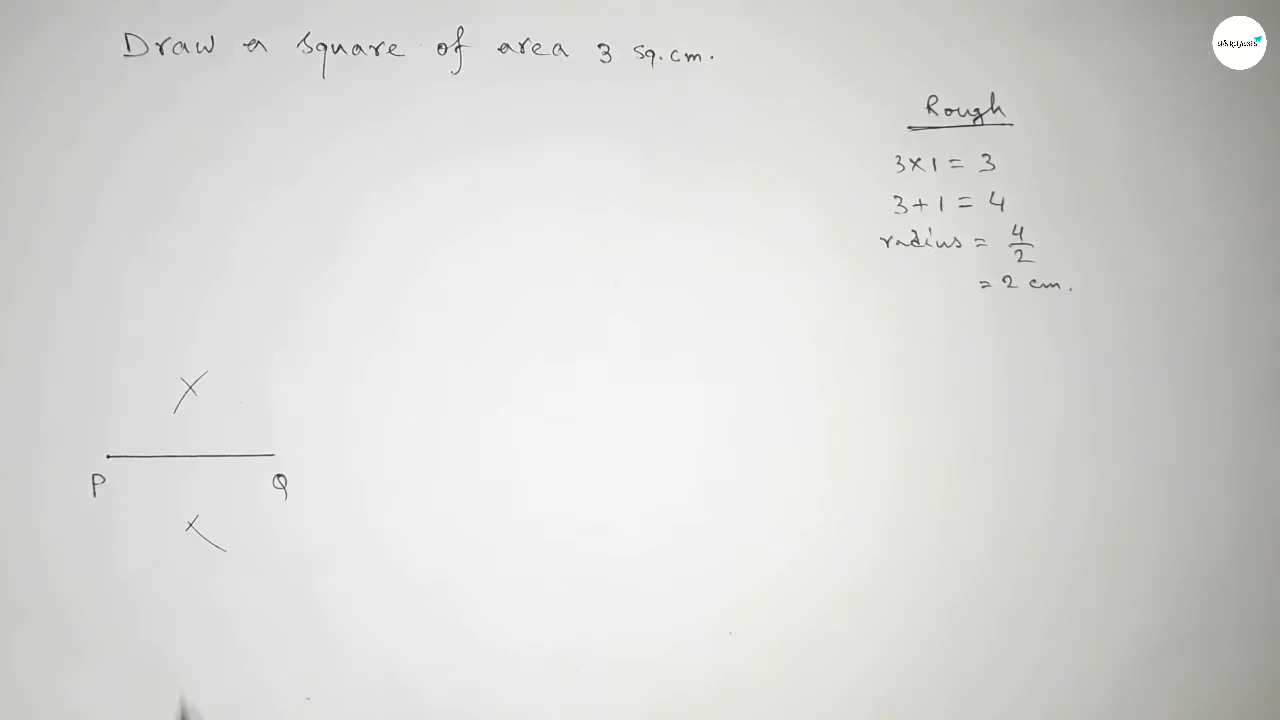 Draw a square of area 3 sq.cm.
Rough
3×1 = 3
3+1 = 4
radius = 4/2
= 2 cm.
P Q